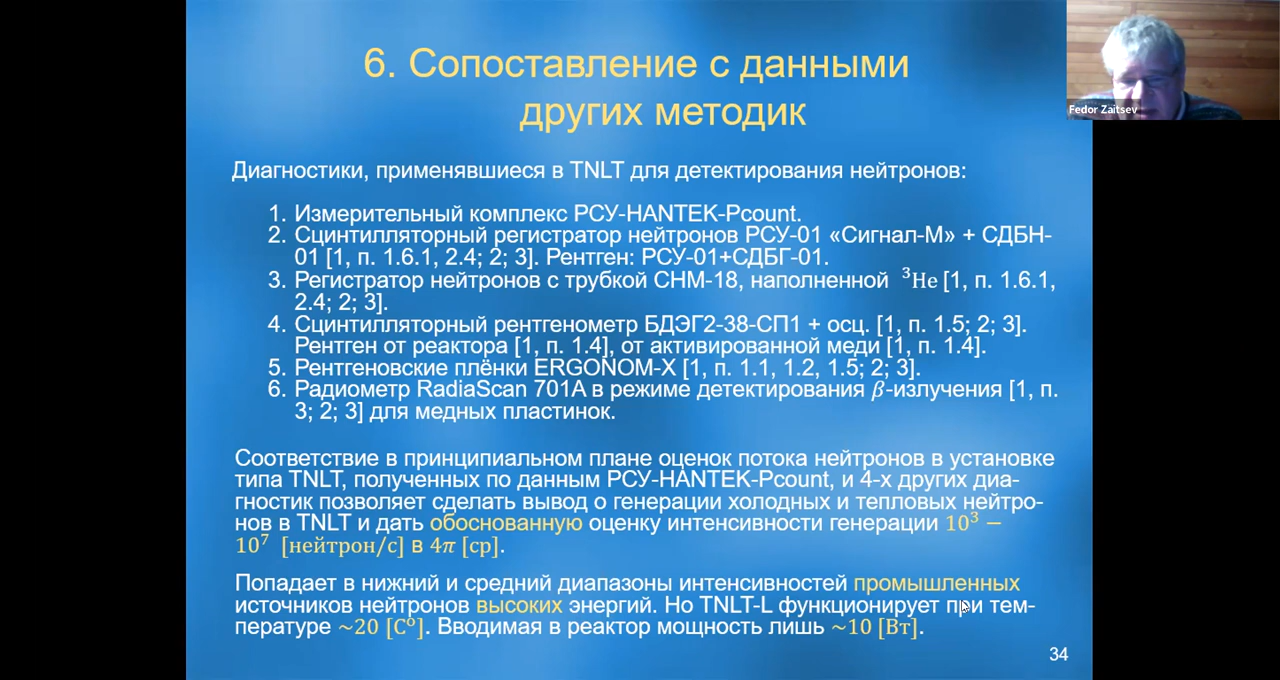 6. Сопоставление с данными
других методик
Fedor Zaitsev
Диагностики, применявшиеся в TNLT для детектирования нейтронов:
1. Измерительный комплекс РСУ-HANTEK-Pcount.
2. Сцинтилляторный регистратор нейтронов РСУ-01 «Сигнал-М» + СДБН-
01 [1, п. 1.6.1, 2.4; 2; 3]. Рентген: РСУ-01+СДБГ-01.
3. Регистратор нейтронов с трубкой СНМ-18, наполненной ³He [1, п. 1.6.1,
2.4; 2; 3].
4. Сцинтилляторный рентгенометр БДЭГ2-38-СП1 + осц. [1, п. 1.5; 2; 3].
Рентген от реактора [1, п. 1.4], от активированной меди [1, п. 1.4].
5. Рентгеновские плёнки ERGONOM-X [1, п. 1.1, 1.2, 1.5; 2; 3].
6. Радиометр RadiaScan 701A в режиме детектирования β-излучения [1, п.
3; 2; 3] для медных пластинок.
Соответствие в принципиальном плане оценок потока нейтронов в установке
типа TNLT, полученных по данным РСУ-HANTEK-Pcount, и 4-х других диа-
гностик позволяет сделать вывод о генерации холодных и тепловых нейтро-
нов в TNLT и дать обоснованную оценку интенсивности генерации 10³ −
10⁷ [нейтрон/с] в 4π [ср].
Попадает в нижний и средний диапазоны интенсивностей промышленных
источников нейтронов высоких энергий. Но TNLT-L функционирует при тем-
пературе ~20 [C⁰]. Вводимая в реактор мощность лишь ~10 [Вт].
34